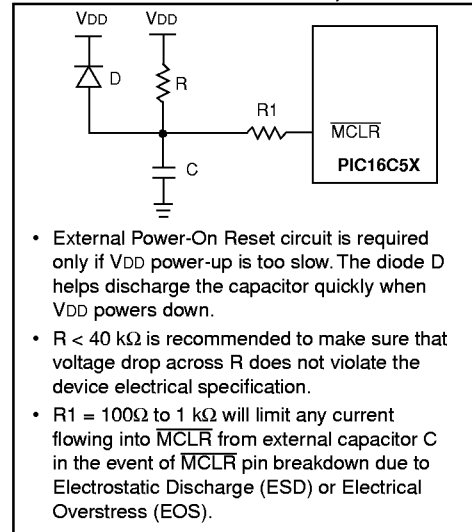 VDD VDD
D
R
R1
MCLR
PIC16C5X
C
• External Power-On Reset circuit is required
only if VDD power-up is too slow. The diode D
helps discharge the capacitor quickly when
VDD powers down.
• R < 40 kΩ is recommended to make sure that
voltage drop across R does not violate the
device electrical specification.
• R1 = 100Ω to 1 kΩ will limit any current
flowing into MCLR from external capacitor C
in the event of MCLR pin breakdown due to
Electrostatic Discharge (ESD) or Electrical
Overstress (EOS).